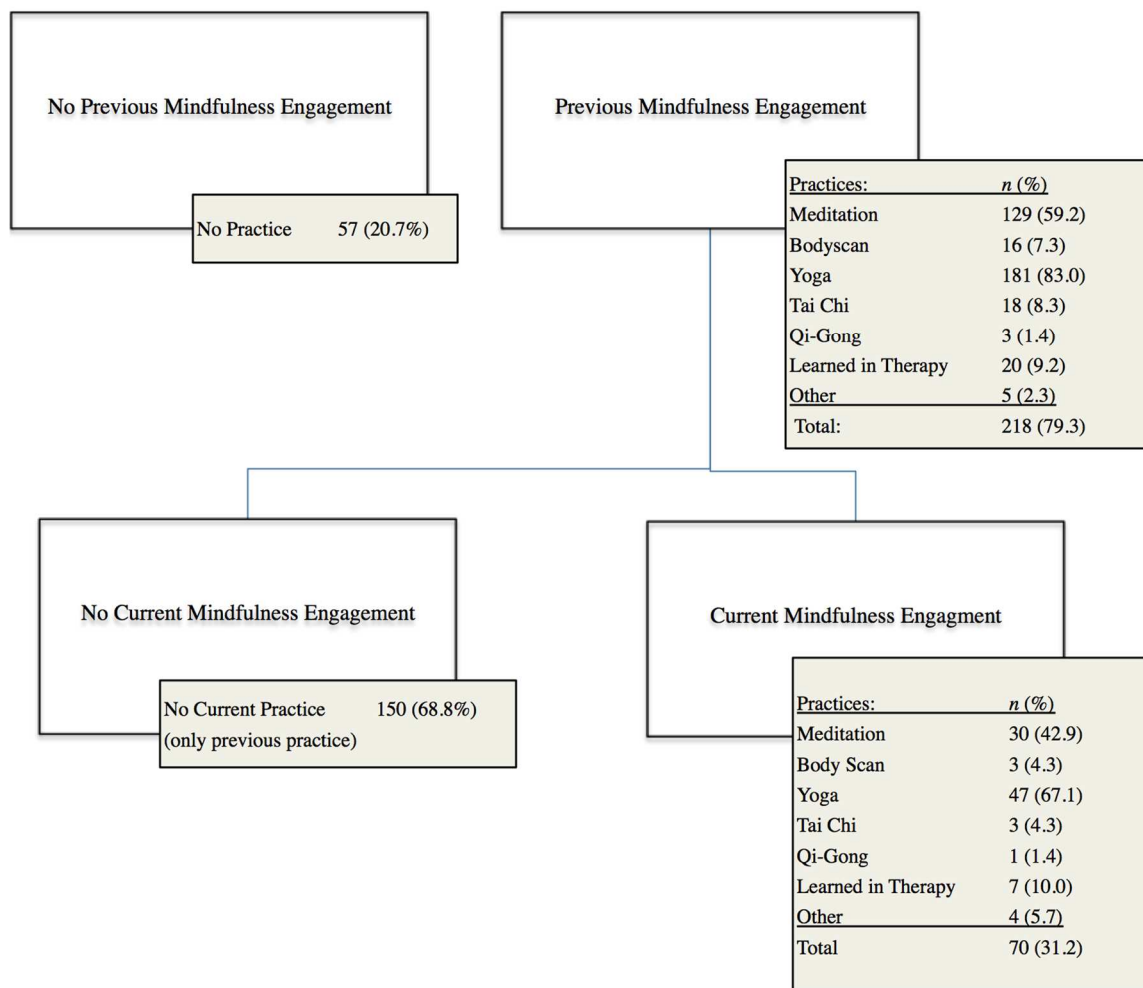 No Previous Mindfulness Engagement
No Practice 57 (20.7%)
Previous Mindfulness Engagement
Practices: n (%)
Meditation 129 (59.2)
Bodyscan 16 (7.3)
Yoga 181 (83.0)
Tai Chi 18 (8.3)
Qi-Gong 3 (1.4)
Learned in Therapy 20 (9.2)
Other 5 (2.3)
Total: 218 (79.3)
No Current Mindfulness Engagement
No Current Practice 150 (68.8%)
(only previous practice)
Current Mindfulness Engagment
Practices: n (%)
Meditation 30 (42.9)
Body Scan 3 (4.3)
Yoga 47 (67.1)
Tai Chi 3 (4.3)
Qi-Gong 1 (1.4)
Learned in Therapy 7 (10.0)
Other 4 (5.7)
Total 70 (31.2)